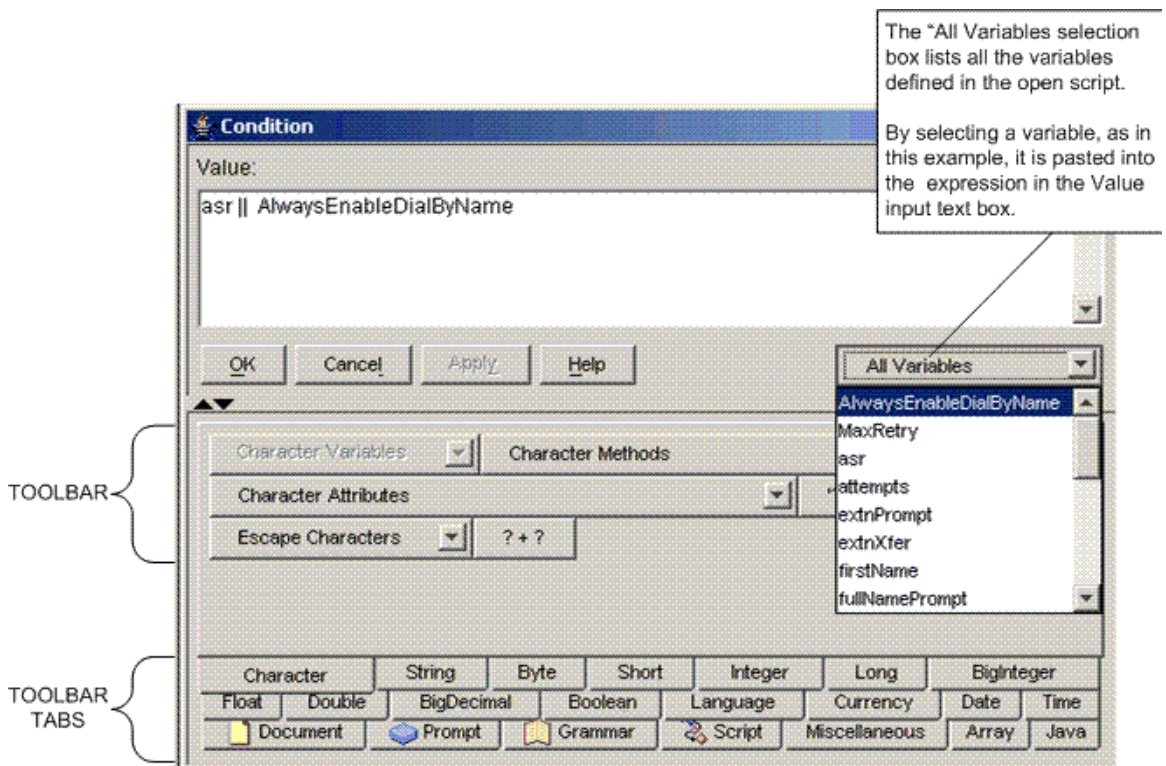 The “All Variables selection
box lists all the variables
defined in the open script.
By selecting a variable, as in
this example, it is pasted into
the expression in the Value
input text box.
Condition
Value:
asr || AlwaysEnableDialByName
OK Cancel Apply Help All Variables
AlwaysEnableDialByName
MaxRetry
asr
attempts
extnPrompt
extnXfer
firstName
fullNamePrompt
TOOLBAR
Character Variables Character Methods
Character Attributes
Escape Characters ? + ?
TOOLBAR
TABS
Character String Byte Short Integer Long BigInteger
Float Double BigDecimal Boolean Language Currency Date Time
Document Prompt Grammar Script Miscellaneous Array Java